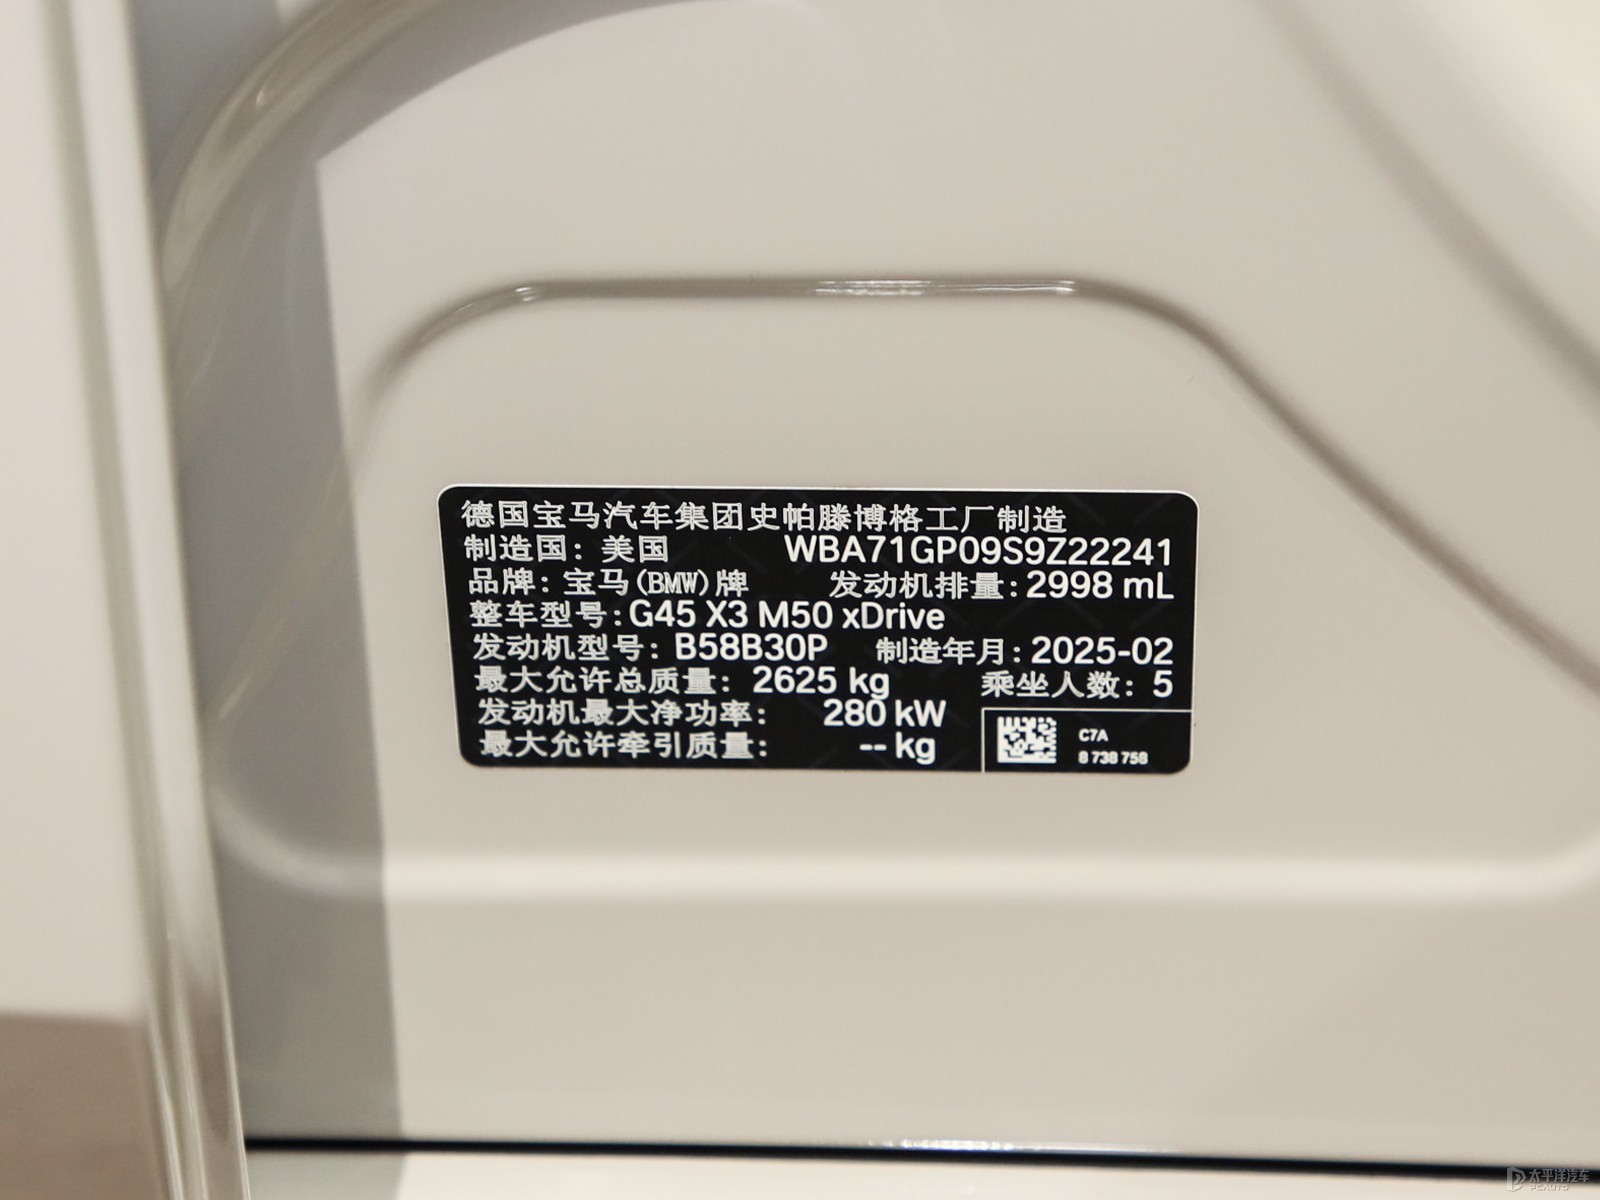 德国宝马汽车集团史帕滕博格工厂制造
制造国：美国 WBA71GP09S9Z22241
品牌：宝马(BMW)牌 发动机排量：2998 mL
整车型号：G45 X3 M50 xDrive
发动机型号：B58B30P 制造年月：2025-02
最大允许总质量：2625 kg 乘坐人数：5
发动机最大净功率：280 kW
最大允许牵引质量：-- kg
C7A
8 738 758
太平洋汽车
PCAUTO